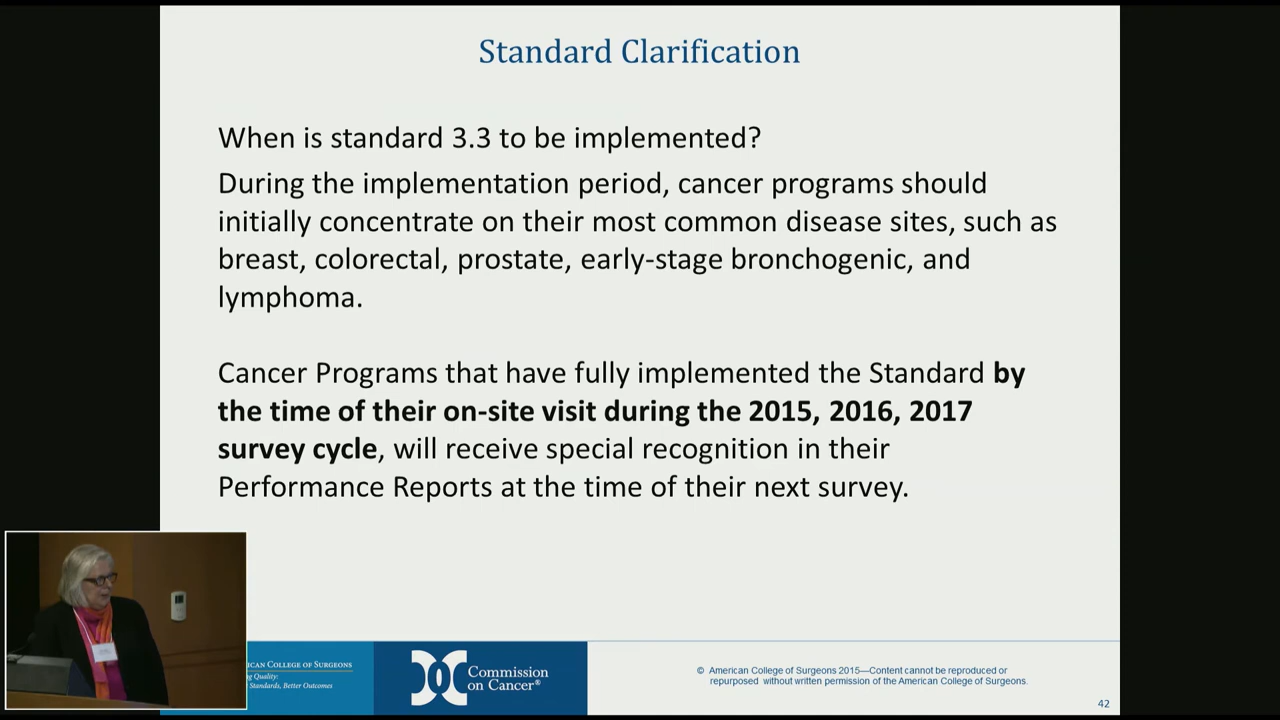 Standard Clarification
When is standard 3.3 to be implemented?
During the implementation period, cancer programs should
initially concentrate on their most common disease sites, such as
breast, colorectal, prostate, early-stage bronchogenic, and
lymphoma.
Cancer Programs that have fully implemented the Standard by
the time of their on-site visit during the 2015, 2016, 2017
survey cycle, will receive special recognition in their
Performance Reports at the time of their next survey.
COLLEGE OF SURGEONS
Quality:
Standards, Better Outcomes
Commission
on Cancer®
© American College of Surgeons 2015—Content cannot be reproduced or
repurposed without written permission of the American College of Surgeons.
42